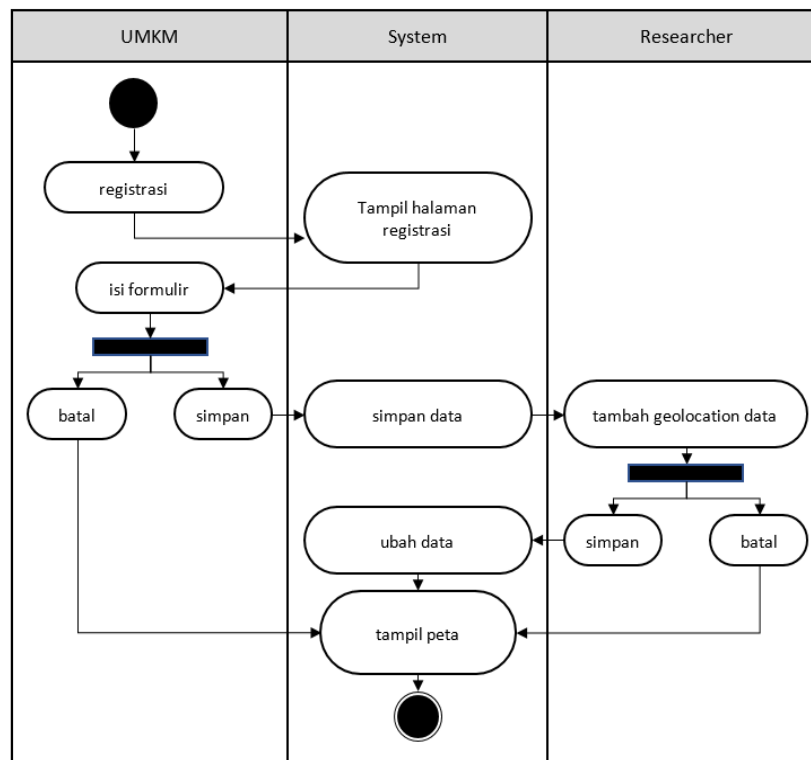 UMKM
System
Researcher
registrasi
Tampil halaman
registrasi
isi formulir
batal
simpan
simpan data
tambah geolocation data
ubah data
simpan
batal
tampil peta